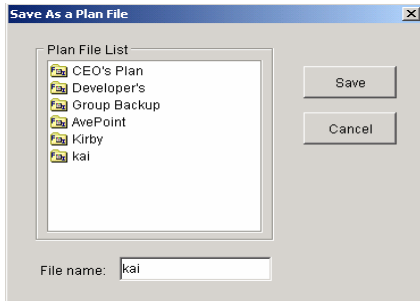 Save As a Plan File
Plan File List
CEO's Plan
Developer's
Group Backup
AvePoint
Kirby
kai
Save
Cancel
File name: kai